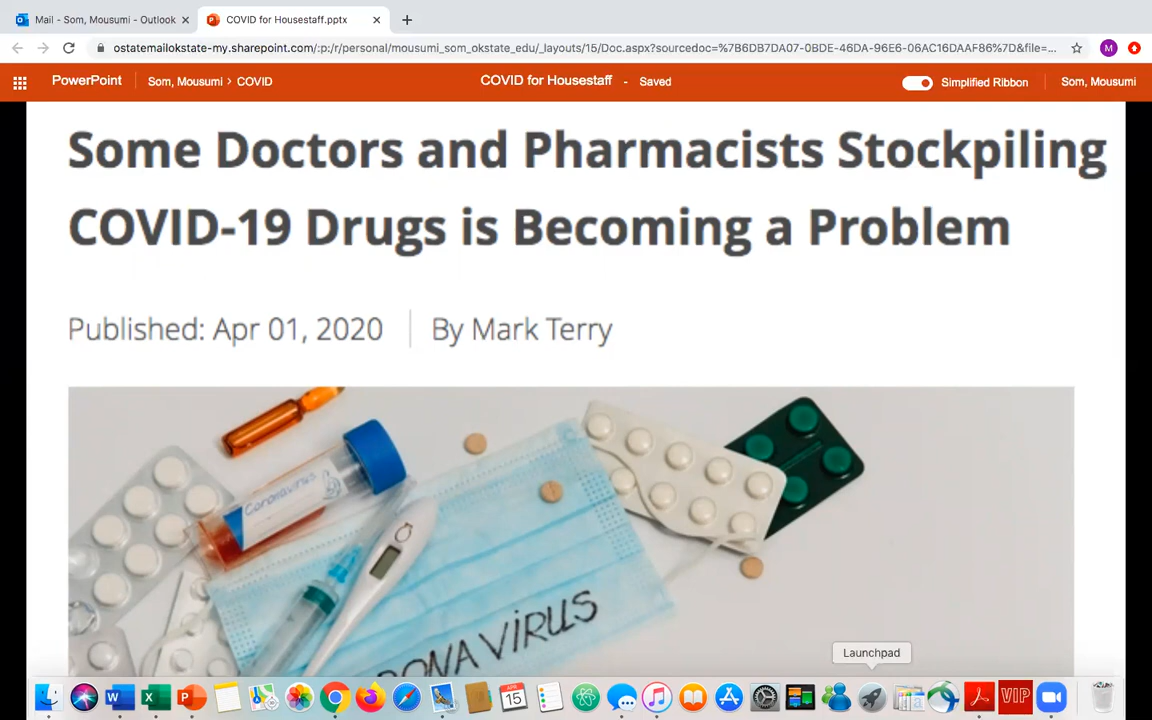 Mail - Som, Mousumi - Outlook
COVID for Housestaff.pptx
ostatemailokstate-my.sharepoint.com/:p:/r/personal/mousumi_som_okstate_edu/_layouts/15/Doc.aspx?sourcedoc=%7B6DB7DA07-0BDE-46DA-96E6-06AC16DAAF86%7D&file=...
M
PowerPoint
Som, Mousumi > COVID
COVID for Housestaff - Saved
Simplified Ribbon
Som, Mousumi
Some Doctors and Pharmacists Stockpiling
COVID-19 Drugs is Becoming a Problem
Published: Apr 01, 2020
By Mark Terry
Coronavirus
RONAVIRUS
Launchpad
W
X
P
APR
15
VIP